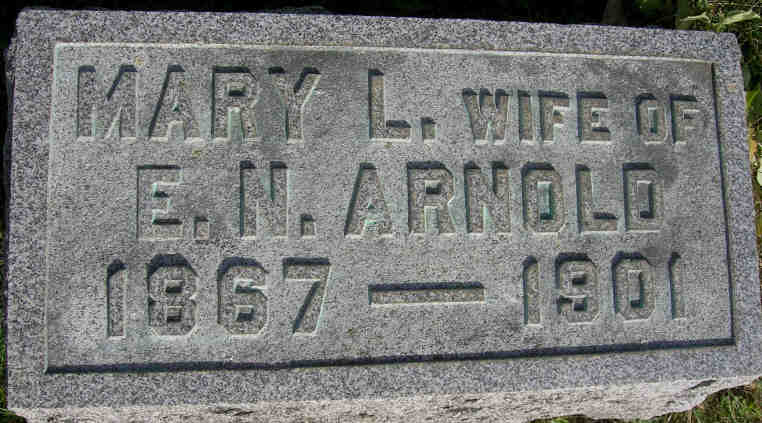 MARY L. WIFE OF
E. N. ARNOLD
1867 — 1901